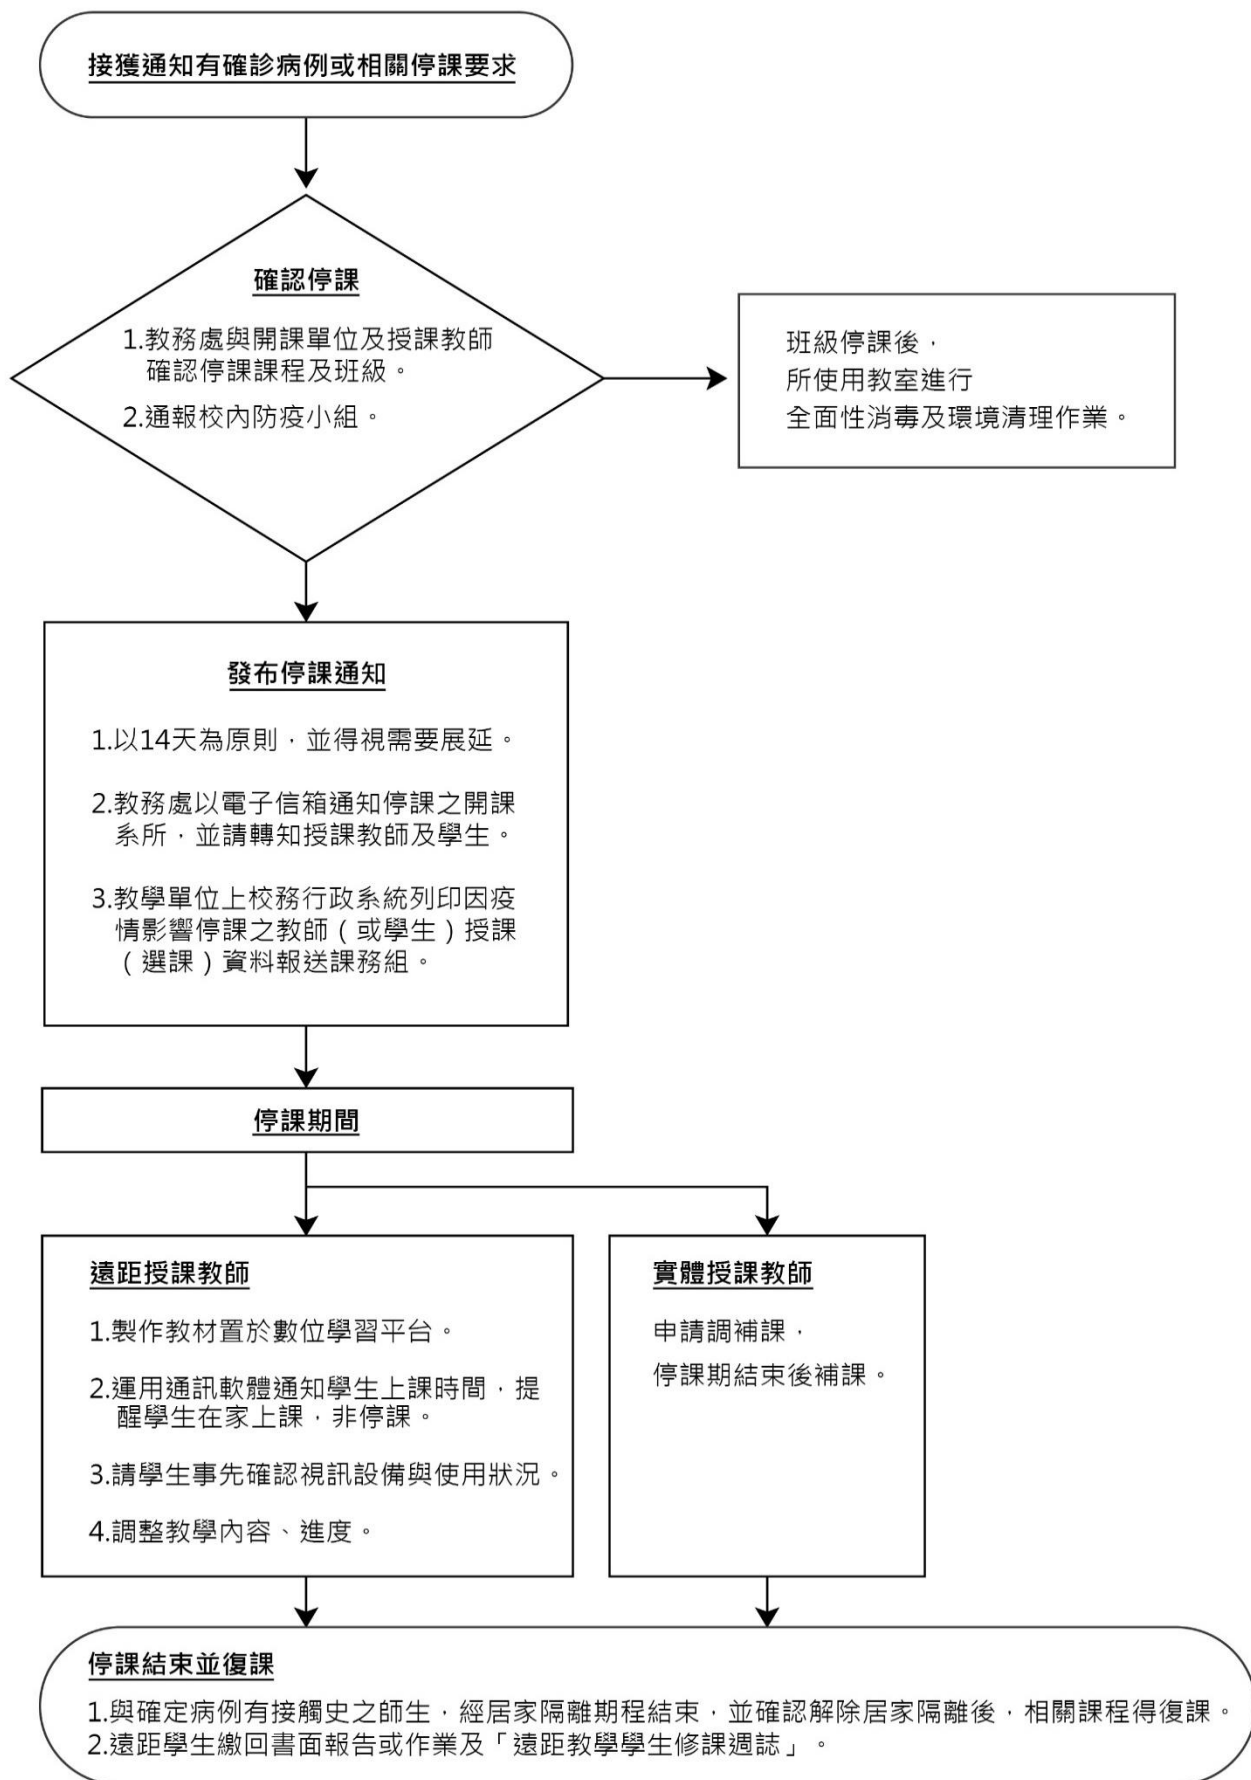 接獲通知有確診病例或相關停課要求
確認停課
1.教務處與開課單位及授課教師
確認停課課程及班級。
2.通報校內防疫小組。
班級停課後，
所使用教室進行
全面性消毒及環境清理作業。
發布停課通知
1.以14天為原則，並得視需要展延。
2.教務處以電子信箱通知停課之開課
系所，並請轉知授課教師及學生。
3.教學單位上校務行政系統列印因疫
情影響停課之教師（或學生）授課
（選課）資料報送課務組。
停課期間
遠距授課教師
1.製作教材置於數位學習平台。
2.運用通訊軟體通知學生上課時間，提
醒學生在家上課，非停課。
3.請學生事先確認視訊設備與使用狀況。
4.調整教學內容、進度。
實體授課教師
申請調補課，
停課期結束後補課。
停課結束並復課
1.與確定病例有接觸史之師生，經居家隔離期程結束，並確認解除居家隔離後，相關課程得復課。
2.遠距學生繳回書面報告或作業及「遠距教學學生修課週誌」。